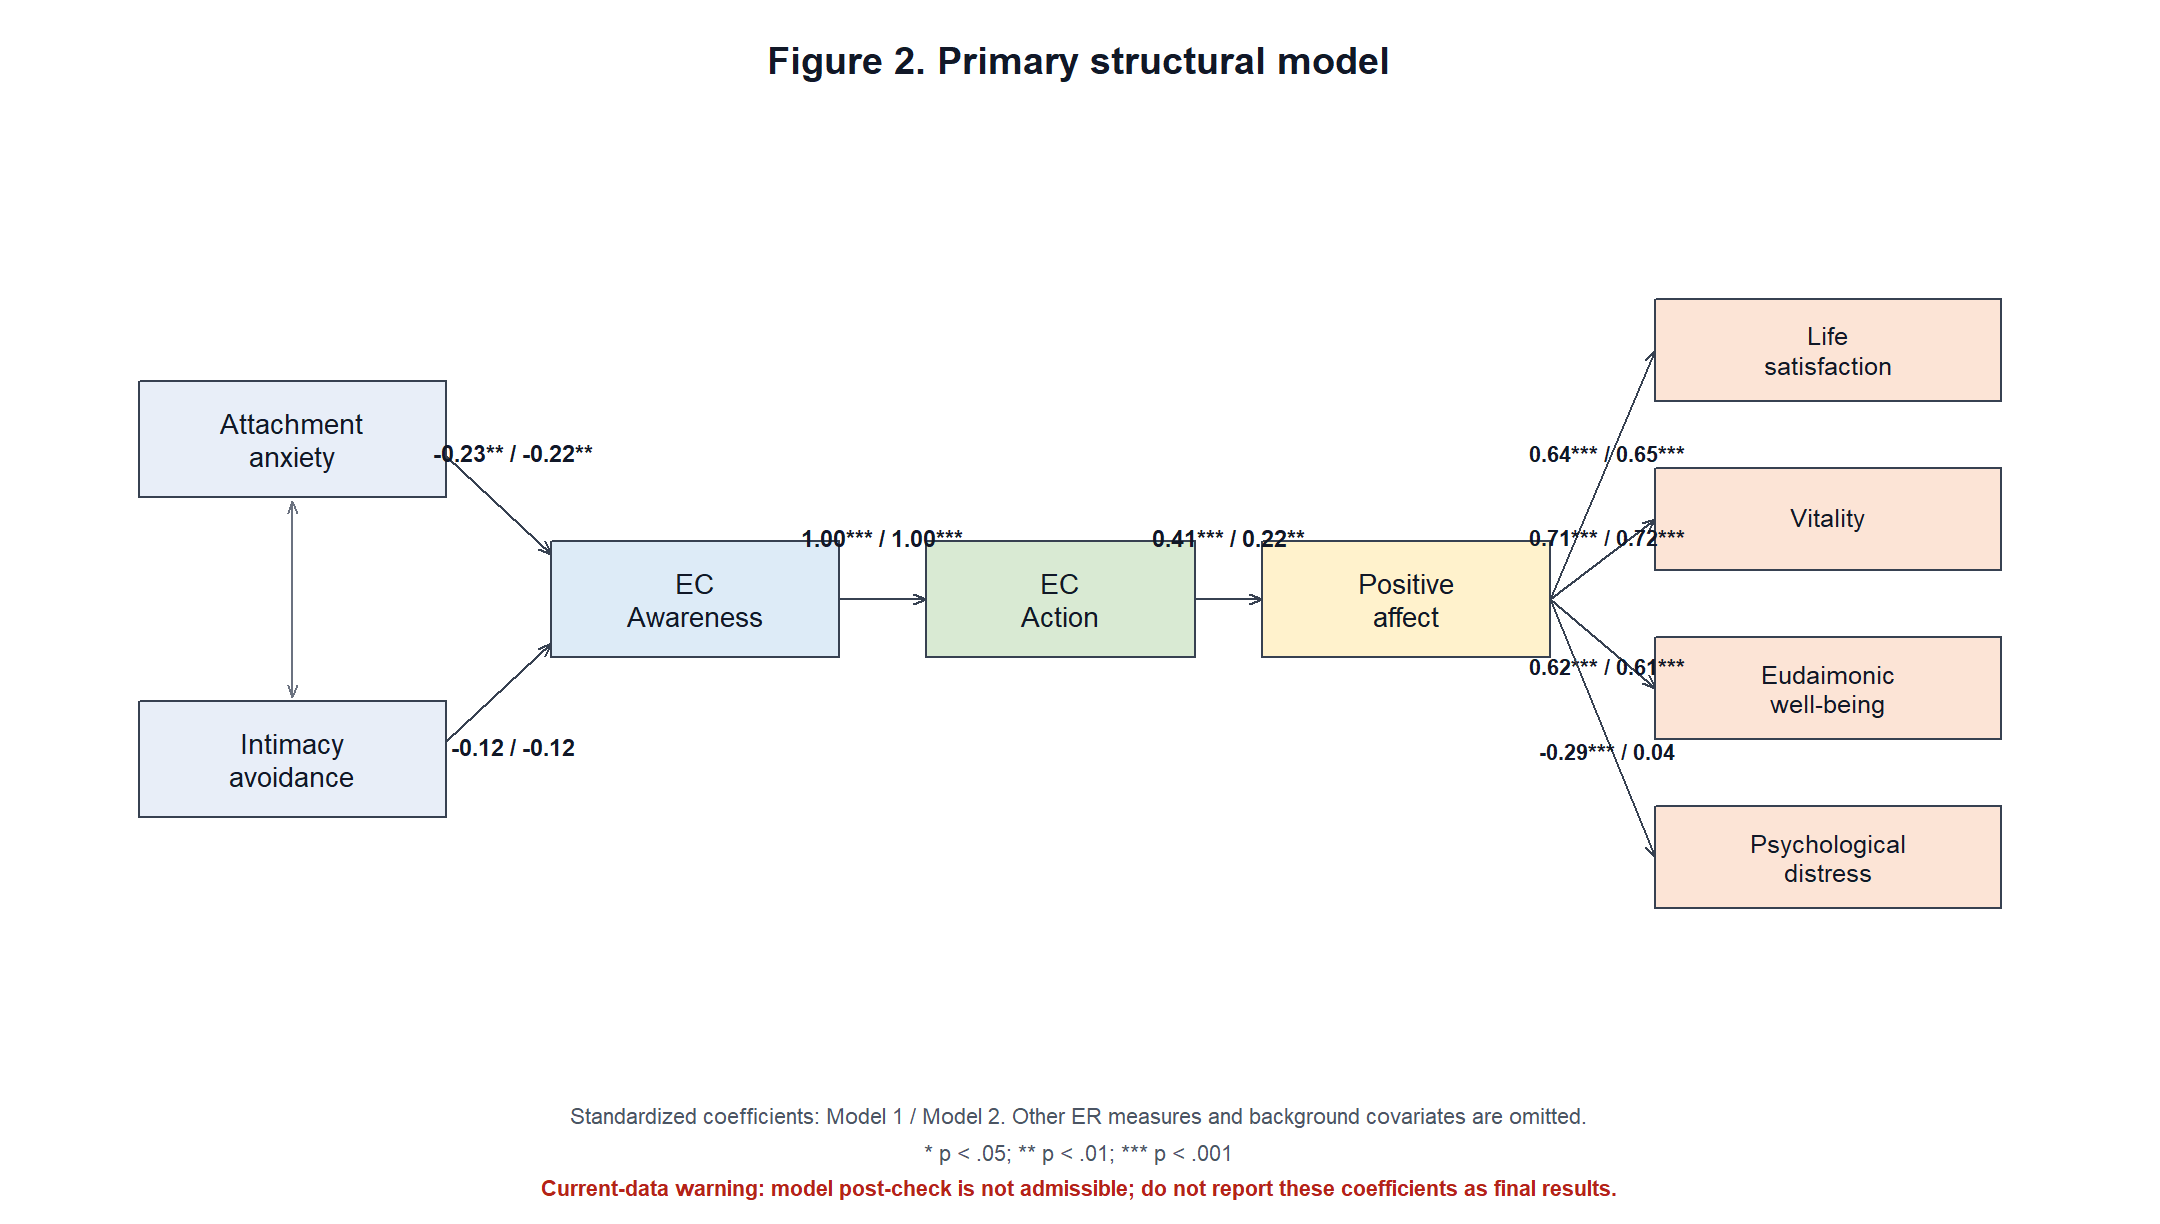 Figure 2. Primary structural model
Life
satisfaction
Attachment
anxiety
-0.23** / -0.22**
0.64*** / 0.65***
Vitality
1.00*** / 1.00***
0.41*** / 0.22**
0.71*** / 0.72***
EC
Awareness
EC
Action
Positive
affect
0.62*** / 0.61***
Eudaimonic
well-being
Intimacy
avoidance
-0.12 / -0.12
-0.29*** / 0.04
Psychological
distress
Standardized coefficients: Model 1 / Model 2. Other ER measures and background covariates are omitted.
* p < .05; ** p < .01; *** p < .001
Current-data warning: model post-check is not admissible; do not report these coefficients as final results.